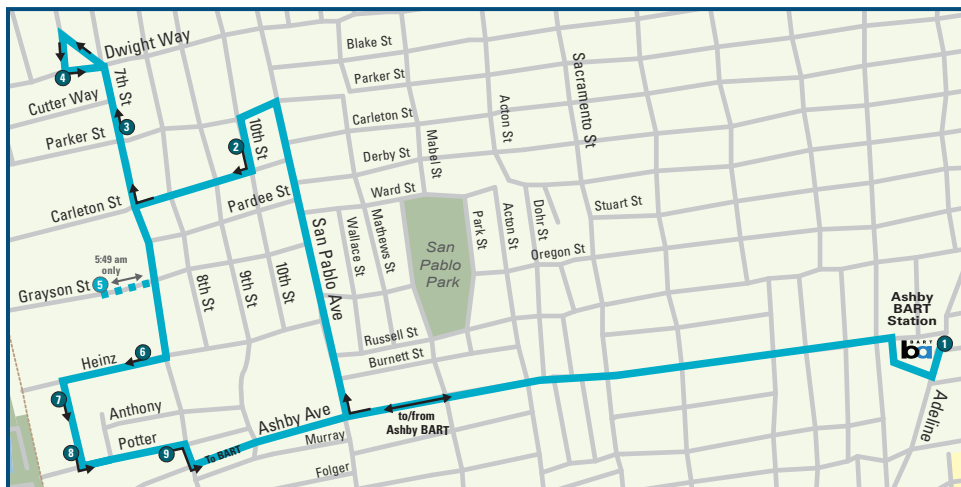 Dwight Way
7th St
4
Cutter Way
3
Parker St
Carleton St
2
10th St
Pardee St
5:49 am
only
5
Grayson St
8th St
9th St
10th St
San Pablo Ave
6
Heinz
7
Anthony
8
Potter
9
To BART
Ashby Ave
Murray
Folger
to/from
Ashby BART
Blake St
Parker St
Carleton St
Derby St
Ward St
Mabel St
Acton St
Sacramento St
Stuart St
Wallace St
Mathews St
San
Pablo
Park
Park St
Acton St
Dohr St
Oregon St
Russell St
Burnett St
Ashby
BART
Station
BART
ba
1
Adeline